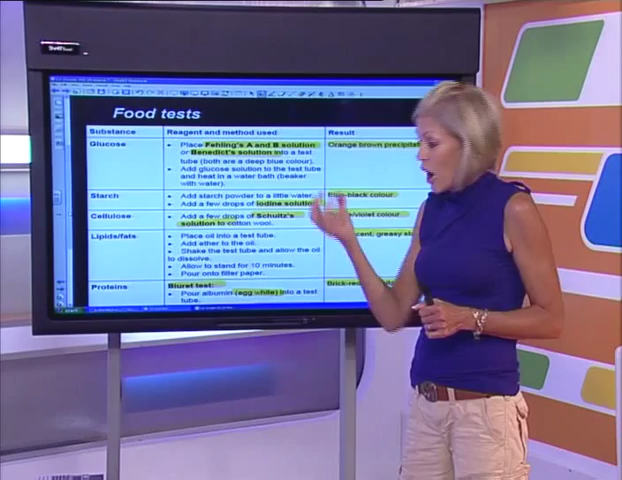 SMART
Food tests
Substance Reagent and method used Result
Glucose • Place Fehling's A and B solution Orange brown precipitat
or Benedict's solution into a test
tube (both are a deep blue colour).
• Add glucose solution to the test tube
and heat in a water bath (beaker
with water).
Starch • Add starch powder to a little water. Blue-black colour
• Add a few drops of iodine solution
Cellulose • Add a few drops of Schultz's /violet colour
solution to cotton wool.
Lipids/fats • Place oil into a test tube. cent, greasy
• Add ether to the oil.
• Shake the test tube and allow the oil
to dissolve.
• Allow to stand for 10 minutes.
• Pour onto filter paper.
Proteins Biuret test: Brick-re colour
• Pour albumin (egg white) into a test
tube.